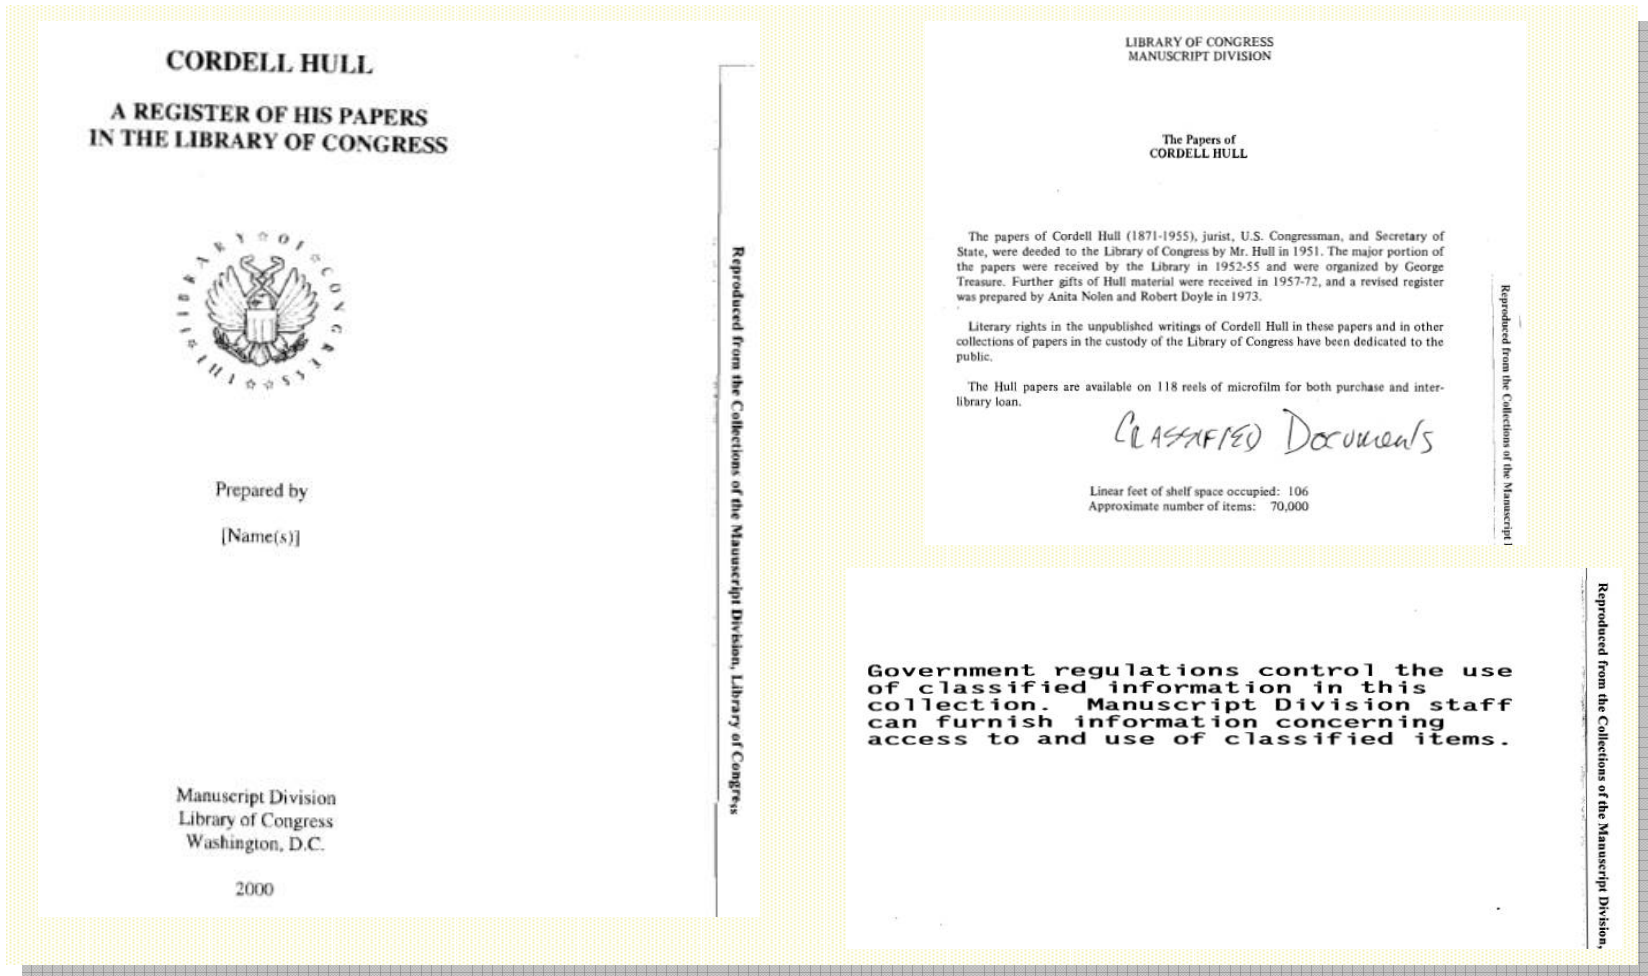 CORDELL HULL
A REGISTER OF HIS PAPERS
IN THE LIBRARY OF CONGRESS
THE LIBRARY OF CONGRESS
Prepared by
[Name(s)]
Manuscript Division
Library of Congress
Washington, D.C.
2000
Reproduced from the Collections of the Manuscript Division, Library of Congress
LIBRARY OF CONGRESS
MANUSCRIPT DIVISION
The Papers of
CORDELL HULL
The papers of Cordell Hull (1871-1955), jurist, U.S. Congressman, and Secretary of
State, were deeded to the Library of Congress by Mr. Hull in 1951. The major portion of
the papers were received by the Library in 1952-55 and were organized by George
Treasure. Further gifts of Hull material were received in 1957-72, and a revised register
was prepared by Anita Nolen and Robert Doyle in 1973.
Literary rights in the unpublished writings of Cordell Hull in these papers and in other
collections of papers in the custody of the Library of Congress have been dedicated to the
public.
The Hull papers are available on 118 reels of microfilm for both purchase and inter-
library loan.
CLASSIFIED Documents
Linear feet of shelf space occupied: 106
Approximate number of items: 70,000
Reproduced from the Collections of the Manuscript
Government regulations control the use
of classified information in this
collection. Manuscript Division staff
can furnish information concerning
access to and use of classified items.
Reproduced from the Collections of the Manuscript Division,